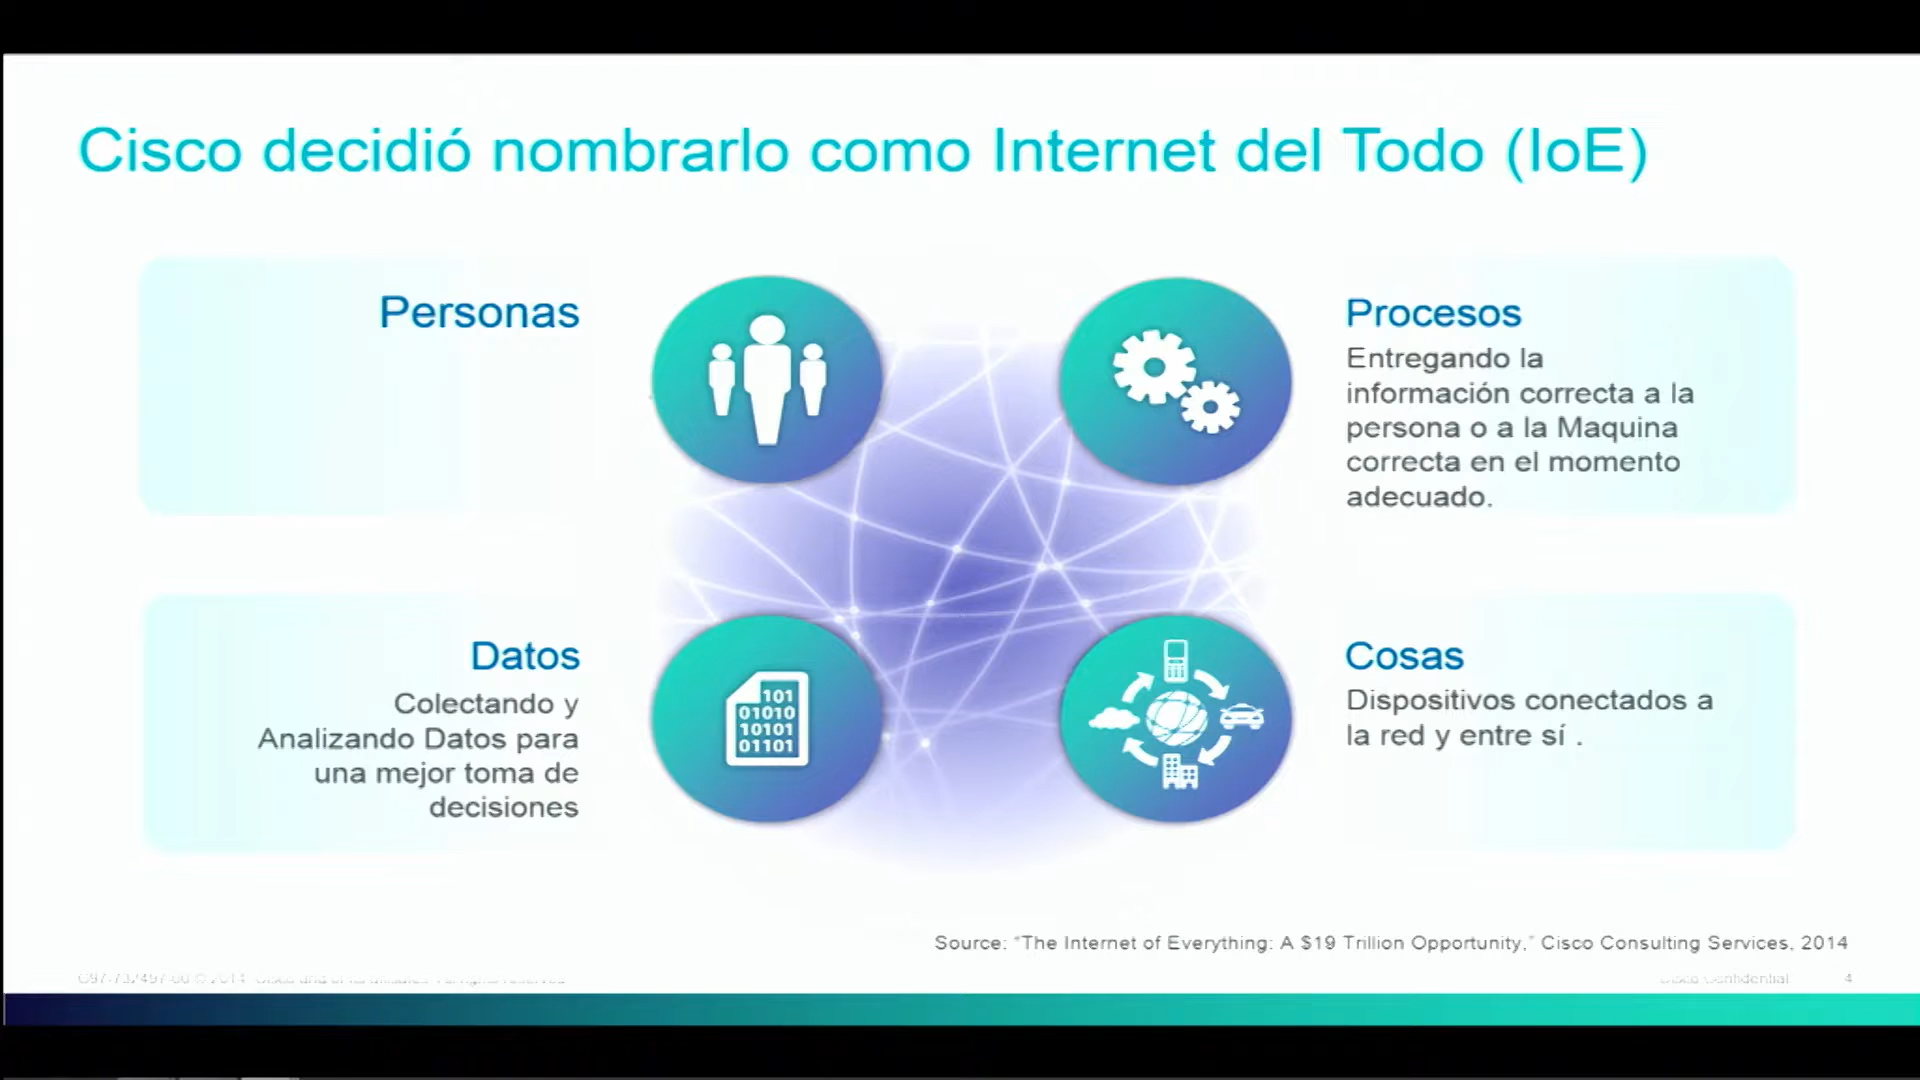 Cisco decidió nombrarlo como Internet del Todo (IoE)
Personas
Procesos
Entregando la
información correcta a la
persona o a la Maquina
correcta en el momento
adecuado.
Datos
Colectando y
Analizando Datos para
una mejor toma de
decisiones
101
01010
10101
01101
Cosas
Dispositivos conectados a
la red y entre sí .
Source: “The Internet of Everything: A $19 Trillion Opportunity,” Cisco Consulting Services, 2014
Cisco Confidential
4